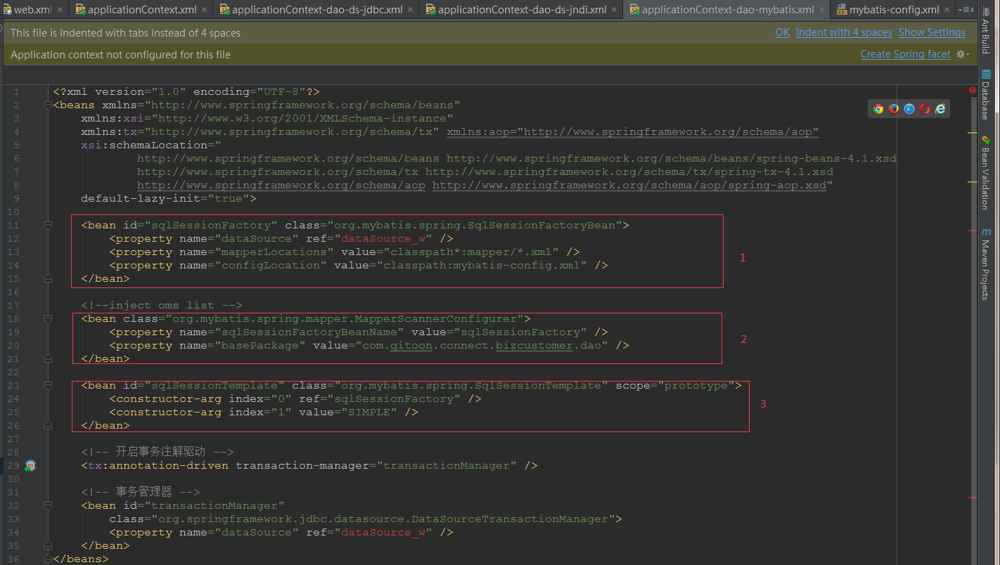 web.xml
applicationContext.xml
applicationContext-dao-ds-jdbc.xml
applicationContext-dao-ds-jndi.xml
applicationContext-dao-mybatis.xml
mybatis-config.xml
4
This file is indented with tabs instead of 4 spaces
OK Indent with 4 spaces Show Settings
Application context not configured for this file
Create Spring facet
Ant Build
Database
Bean Validation
m Maven Projects
1 <?xml version="1.0" encoding="UTF-8"?>
2 <beans xmlns="http://www.springframework.org/schema/beans"
3 xmlns:xsi="http://www.w3.org/2001/XMLSchema-instance"
4 xmlns:tx="http://www.springframework.org/schema/tx" xmlns:aop="http://www.springframework.org/schema/aop"
5 xsi:schemaLocation="
6 http://www.springframework.org/schema/beans http://www.springframework.org/schema/beans/spring-beans-4.1.xsd
7 http://www.springframework.org/schema/tx http://www.springframework.org/schema/tx/spring-tx-4.1.xsd
8 http://www.springframework.org/schema/aop http://www.springframework.org/schema/aop/spring-aop.xsd"
9 default-lazy-init="true">
10
11 <bean id="sqlSessionFactory" class="org.mybatis.spring.SqlSessionFactoryBean">
12 <property name="dataSource" ref="dataSource_w" />
13 <property name="mapperLocations" value="classpath*:mapper/*.xml" />
1
14 <property name="configLocation" value="classpath:mybatis-config.xml" />
15 </bean>
16
17 <!--inject oms list -->
18 <bean class="org.mybatis.spring.mapper.MapperScannerConfigurer">
19 <property name="sqlSessionFactoryBeanName" value="sqlSessionFactory" />
2
20 <property name="basePackage" value="com.gitoon.connect.bizcustomer.dao" />
21 </bean>
22
23 <bean id="sqlSessionTemplate" class="org.mybatis.spring.SqlSessionTemplate" scope="prototype">
24 <constructor-arg index="0" ref="sqlSessionFactory" />
3
25 <constructor-arg index="1" value="SIMPLE" />
26 </bean>
27
28 <!-- 开启事务注解驱动 -->
29 <tx:annotation-driven transaction-manager="transactionManager" />
30
31 <!-- 事务管理器 -->
32 <bean id="transactionManager"
33 class="org.springframework.jdbc.datasource.DataSourceTransactionManager">
34 <property name="dataSource" ref="dataSource_w" />
35 </bean>
36 </beans>